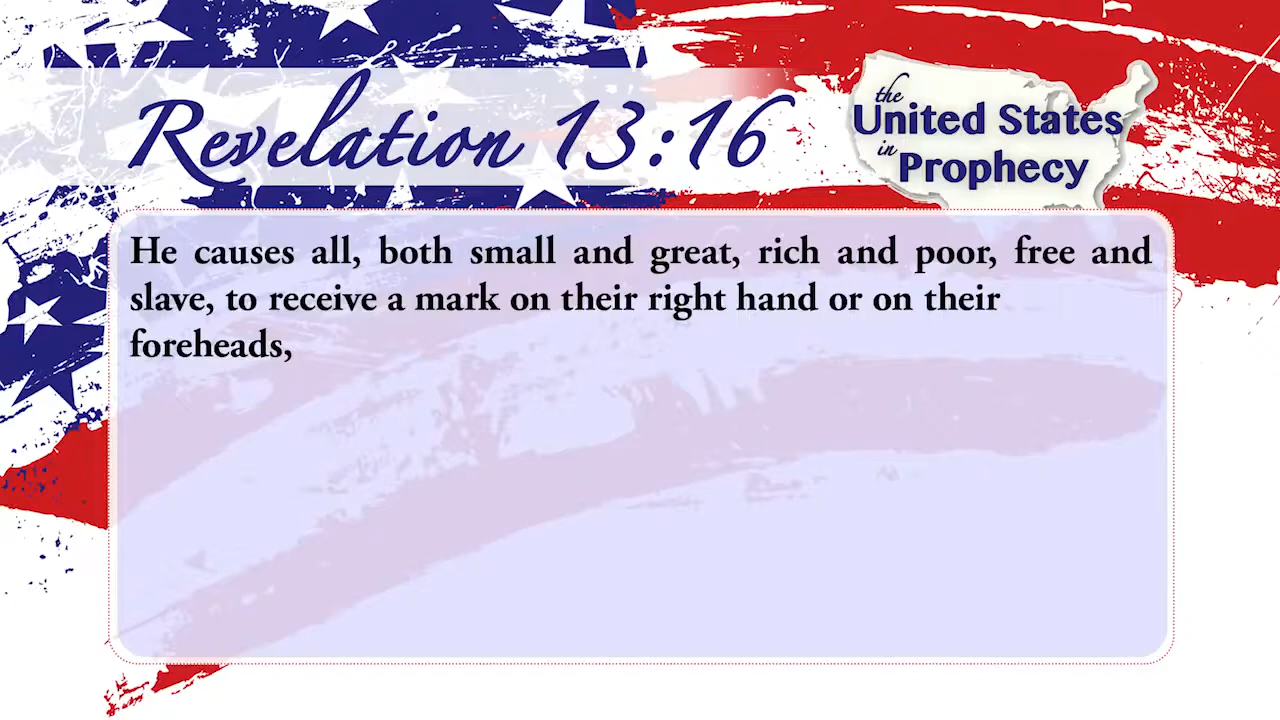 Revelation 13:16
the
United States
in Prophecy
He causes all, both small and great, rich and poor, free and
slave, to receive a mark on their right hand or on their
foreheads,